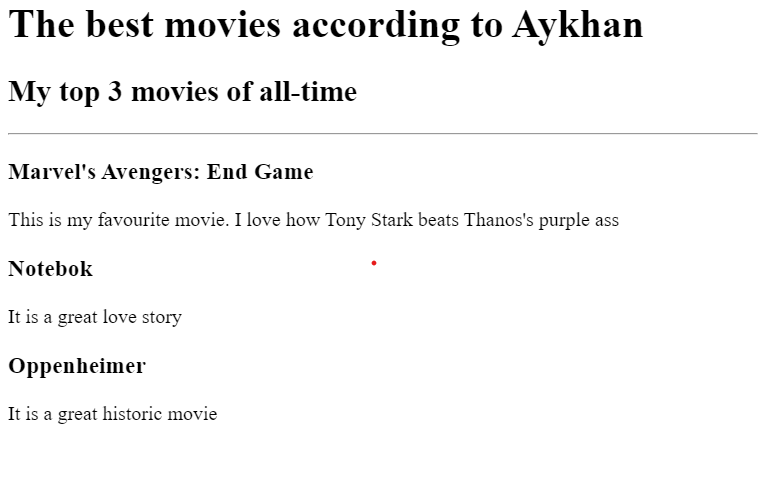 The best movies according to Aykhan
My top 3 movies of all-time
Marvel's Avengers: End Game
This is my favourite movie. I love how Tony Stark beats Thanos's purple ass
Notebok
It is a great love story
Oppenheimer
It is a great historic movie